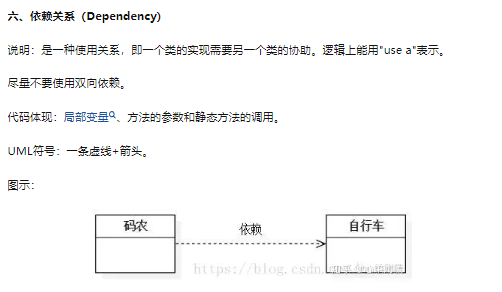 六、依赖关系（Dependency）
说明：是一种使用关系，即一个类的实现需要另一个类的协助。逻辑上能用"use a"表示。
尽量不要使用双向依赖。
代码体现：局部变量、方法的参数和静态方法的调用。
UML符号：一条虚线+箭头。
图示：
码农
依赖
自行车
https://blog.csdn.